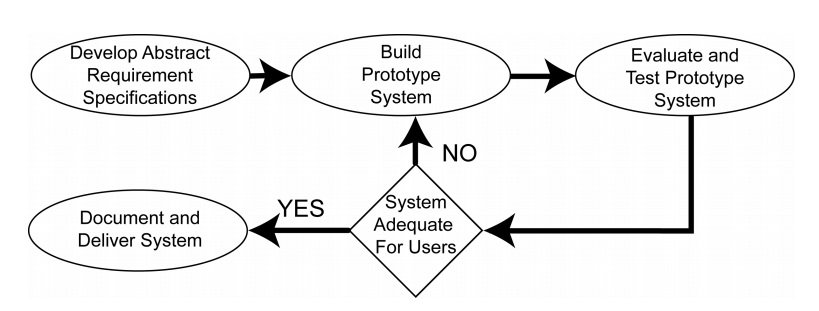 Develop Abstract
Requirement
Specifications
Build
Prototype
System
Evaluate and
Test Prototype
System
NO
System
Adequate
For Users
YES
Document and
Deliver System